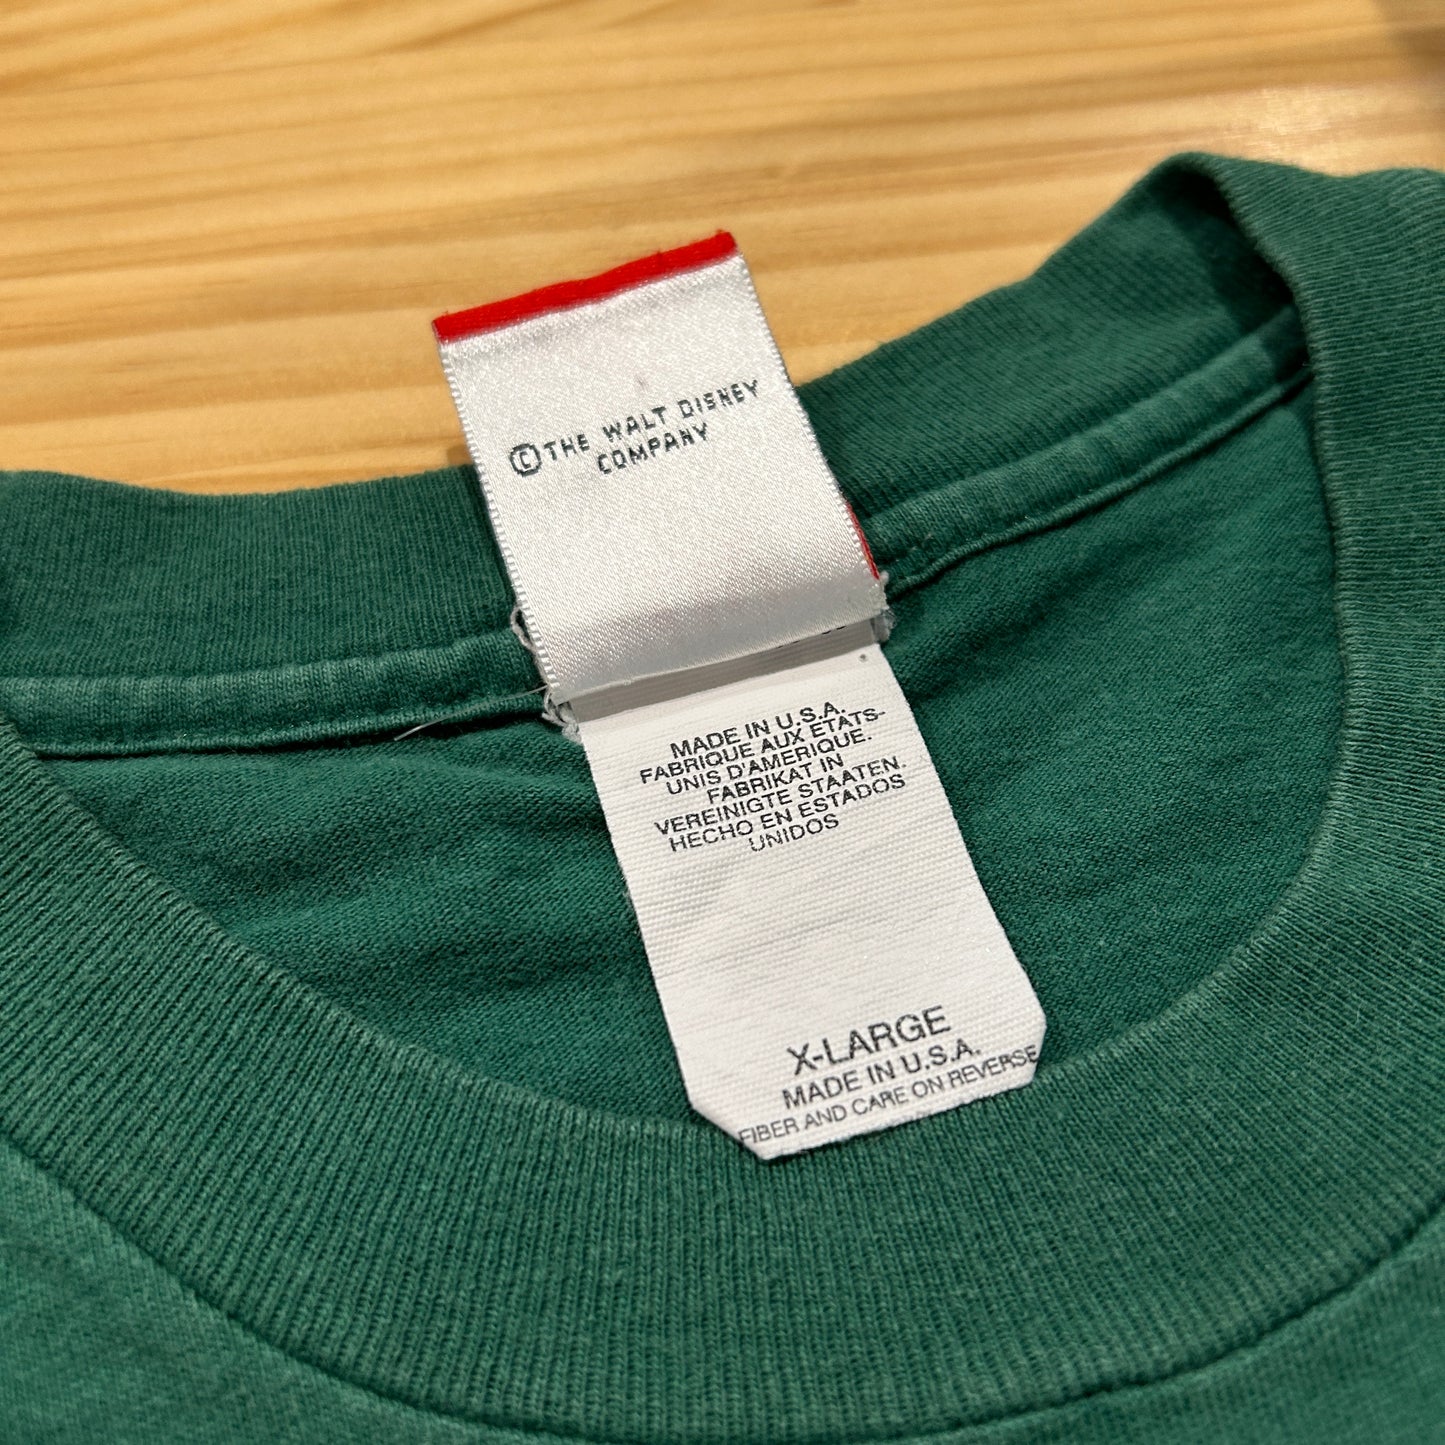 ©THE WALT DISNEY
COMPANY
MADE IN U.S.A.
FABRIQUE AUX ETATS-
UNIS D'AMERIQUE.
FABRIKAT IN
VEREINIGTE STAATEN.
HECHO EN ESTADOS
UNIDOS
X-LARGE
MADE IN U.S.A.
FIBER AND CARE ON REVERSE